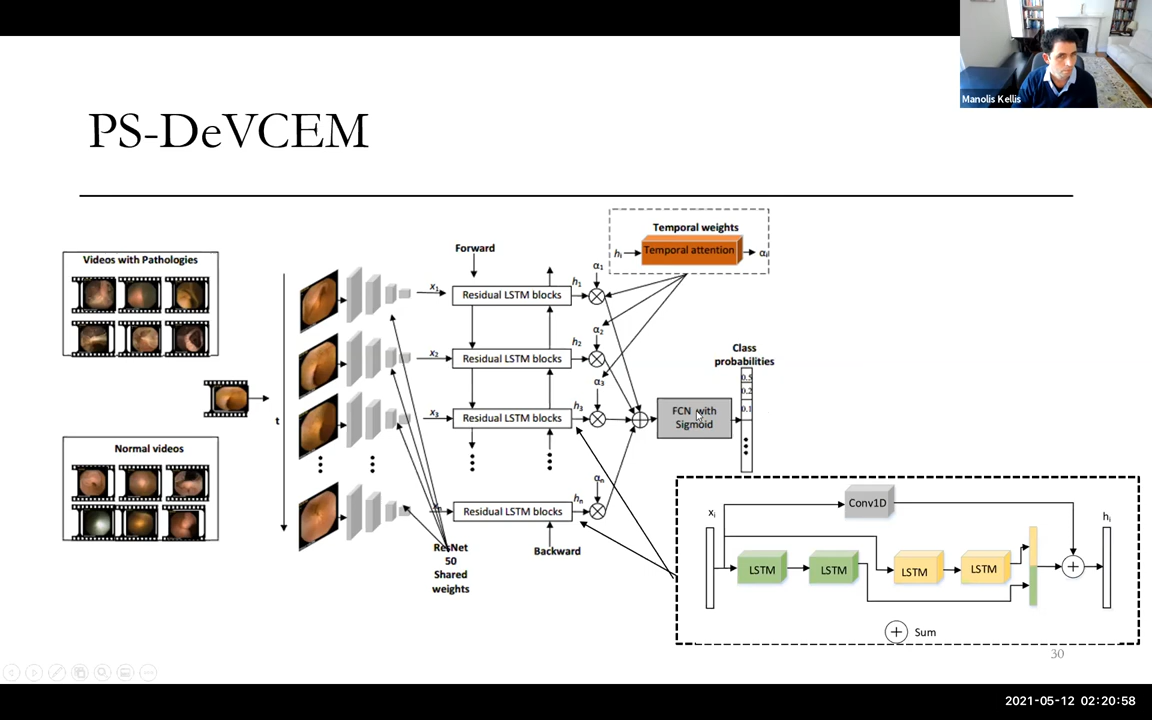 Manolis Kellis
PS-DeVCEM
Videos with Pathologies
Normal videos
t
Forward
x1
x2
x3
xn
Residual LSTM blocks
Residual LSTM blocks
Residual LSTM blocks
Residual LSTM blocks
h1
h2
h3
hn
α1
α2
α3
αn
Backward
ResNet
50
Shared
weights
Temporal weights
hi
Temporal attention
αi
FCN with
Sigmoid
Class
probabilities
0.5
0.2
0.1
xi
Conv1D
LSTM
LSTM
LSTM
LSTM
+
hi
+ Sum
30
2021-05-12 02:20:58